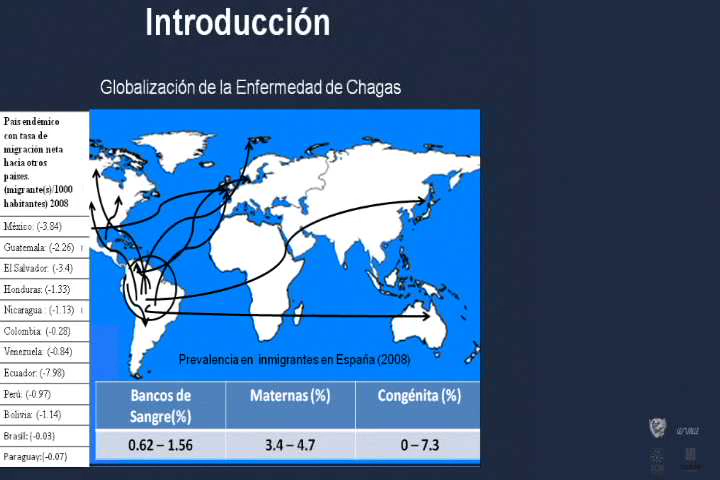 Introducción
Globalización de la Enfermedad de Chagas
Pais endémico
con tasa de
migración neta
hacia otros
países.
(migrante(s)/1000
habitantes) 2008
México: (-3.84)
Guatemala: (-2.26)
El Salvador: (-3.4)
Honduras: (-1.33)
Nicaragua : (-1.13)
Colombia: (-0.28)
Venezuela: (-0.84)
Ecuador: (-7.98)
Perú: (-0.97)
Bolivia: (-1.14)
Brasil: (-0.03)
Paraguay:(-0.07)
Prevalencia en inmigrantes en España (2008)
Bancos de
Sangre(%)
Maternas (%)
Congénita (%)
0.62 – 1.56
3.4 – 4.7
0 – 7.3